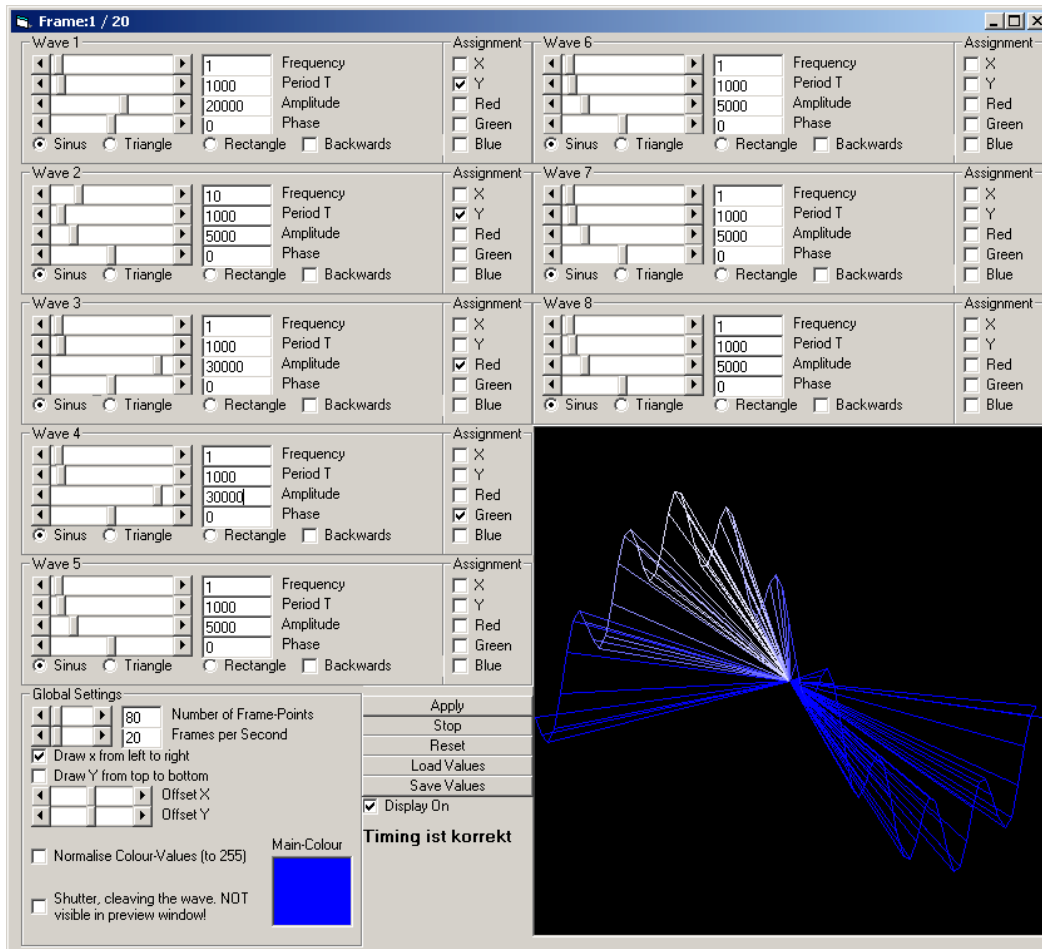 Frame:1 / 20
Wave 1
Assignment
1 Frequency
X
1000 Period T
Y
20000 Amplitude
Red
0 Phase
Green
Sinus Triangle Rectangle Backwards
Blue
Wave 6
Assignment
1 Frequency
X
1000 Period T
Y
5000 Amplitude
Red
0 Phase
Green
Sinus Triangle Rectangle Backwards
Blue
Wave 2
Assignment
10 Frequency
X
1000 Period T
Y
5000 Amplitude
Red
0 Phase
Green
Sinus Triangle Rectangle Backwards
Blue
Wave 7
Assignment
1 Frequency
X
1000 Period T
Y
5000 Amplitude
Red
0 Phase
Green
Sinus Triangle Rectangle Backwards
Blue
Wave 3
Assignment
1 Frequency
X
1000 Period T
Y
30000 Amplitude
Red
0 Phase
Green
Sinus Triangle Rectangle Backwards
Blue
Wave 8
Assignment
1 Frequency
X
1000 Period T
Y
5000 Amplitude
Red
0 Phase
Green
Sinus Triangle Rectangle Backwards
Blue
Wave 4
Assignment
1 Frequency
X
1000 Period T
Y
30000 Amplitude
Red
0 Phase
Green
Sinus Triangle Rectangle Backwards
Blue
Wave 5
Assignment
1 Frequency
X
1000 Period T
Y
5000 Amplitude
Red
0 Phase
Green
Sinus Triangle Rectangle Backwards
Blue
Global Settings
80 Number of Frame-Points
20 Frames per Second
Draw x from left to right
Draw Y from top to bottom
Offset X
Offset Y
Normalise Colour-Values (to 255)
Main-Colour
Shutter, cleaving the wave. NOT
visible in preview window!
Apply
Stop
Reset
Load Values
Save Values
Display On
Timing ist korrekt